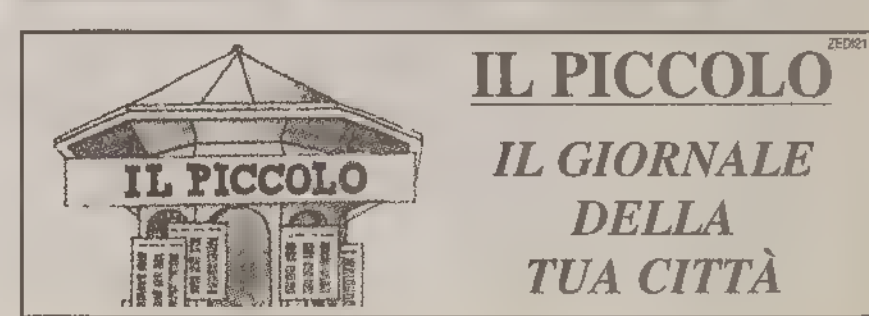 IL PICCOLO
IL PICCOLO
IL GIORNALE
DELLA
TUA CITTÀ